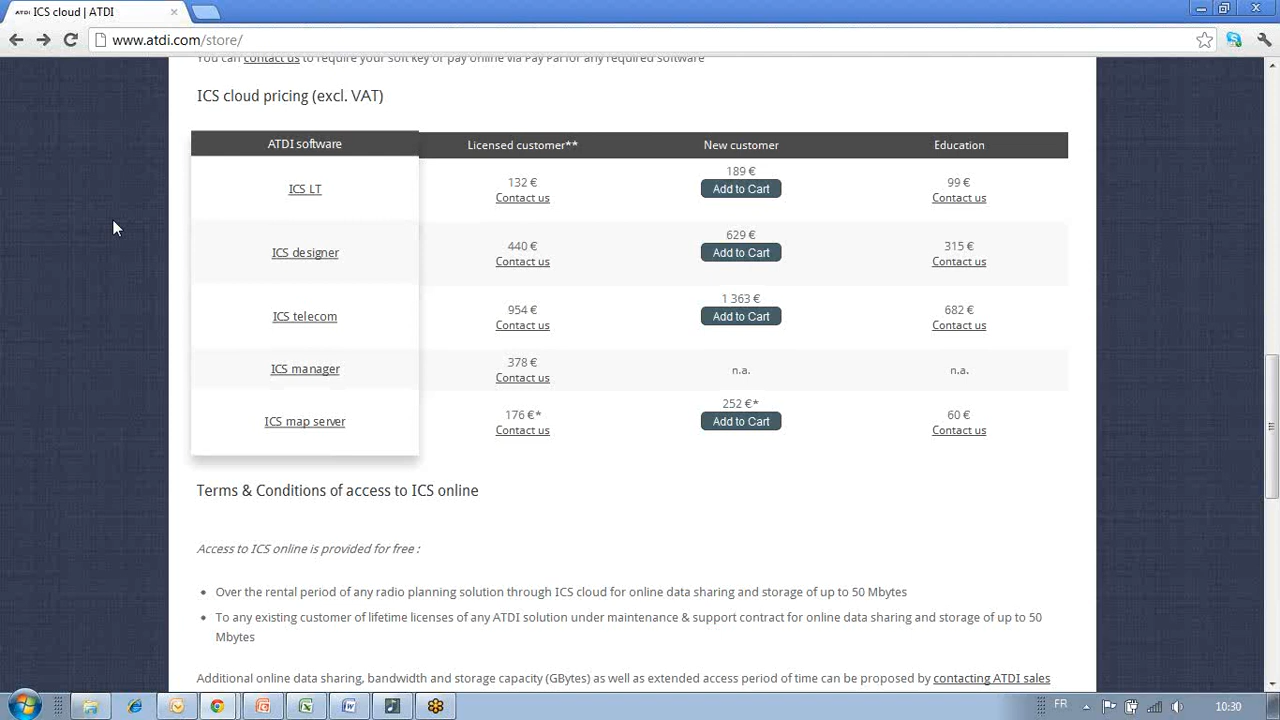 ATDI ICS cloud | ATDI
www.atdi.com/store/
You can contact us to require your soft key or pay online via Pay Pal for any required software
ICS cloud pricing (excl. VAT)
ATDI software Licensed customer** New customer Education
ICS LT 132 € Contact us 189 € Add to Cart 99 € Contact us
ICS designer 440 € Contact us 629 € Add to Cart 315 € Contact us
ICS telecom 954 € Contact us 1 363 € Add to Cart 682 € Contact us
ICS manager 378 € Contact us n.a. n.a.
ICS map server 176 €* Contact us 252 €* Add to Cart 60 € Contact us
Terms & Conditions of access to ICS online
Access to ICS online is provided for free :
Over the rental period of any radio planning solution through ICS cloud for online data sharing and storage of up to 50 Mbytes
To any existing customer of lifetime licenses of any ATDI solution under maintenance & support contract for online data sharing and storage of up to 50
Mbytes
Additional online data sharing, bandwidth and storage capacity (GBytes) as well as extended access period of time can be proposed by contacting ATDI sales
FR 10:30